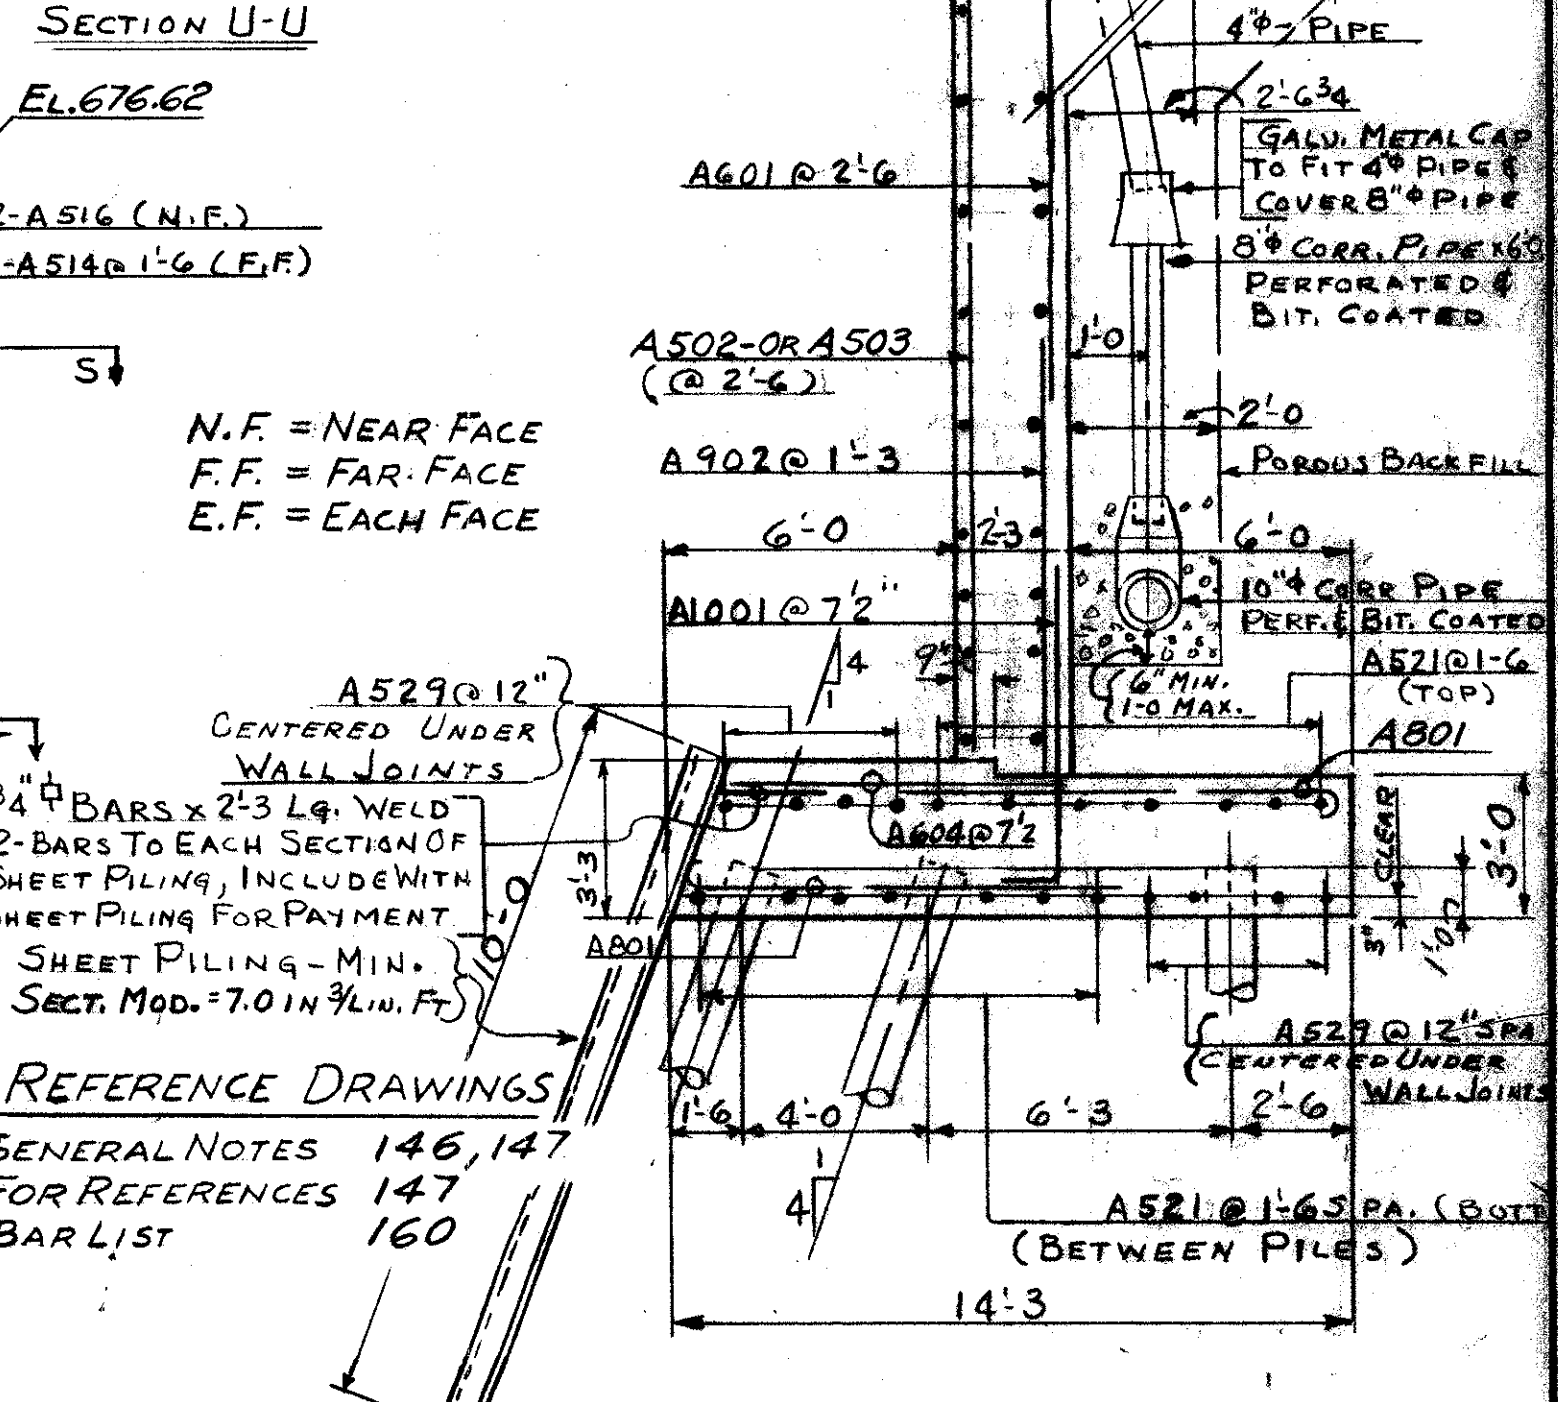 SECTION U-U
EL.676.62
2-A516 (N.F.)
-A514@ 1'-6 (F.F.)
S
N.F. = NEAR FACE
F.F. = FAR FACE
E.F. = EACH FACE
A601 @ 2'-6
A502-OR A503
(@ 2'-6)
A902@ 1'-3
4"ф-PIPE
2'-6¾
GALV. METAL CAP
TO FIT 4"ф PIPE &
COVER 8"ф PIPE
8"ф CORR. PIPE x 6'0
PERFORATED &
BIT. COATED
1'-0
2'-0
POROUS BACKFILL
6'-0
2'-3
6'-0
10"ф CORR PIPE
PERF. & BIT. COATED
A1001 @ 7½"
4
1
9"
A521@1-6
(TOP)
6" MIN.
1-0 MAX.
A801
A529@12"
CENTERED UNDER
WALL JOINTS
¾"ф BARS x 2'-3 LG. WELD
2-BARS TO EACH SECTION OF
SHEET PILING, INCLUDE WITH
SHEET PILING FOR PAYMENT
SHEET PILING-MIN.
SECT. MOD. = 7.0 IN³/LIN. FT
10'-0
3'-3
A604@7½
A801
CLEAR
3"
1'-0
3'-0
A529 @ 12" SPA
CENTERED UNDER
WALL JOINTS
REFERENCE DRAWINGS
GENERAL NOTES 146,147
FOR REFERENCES 147
BAR LIST 160
1'-6
4'-0
6'-3
2'-6
1
4
A521 @ 1'-6 SPA. (BOTT
(BETWEEN PILES)
14'-3